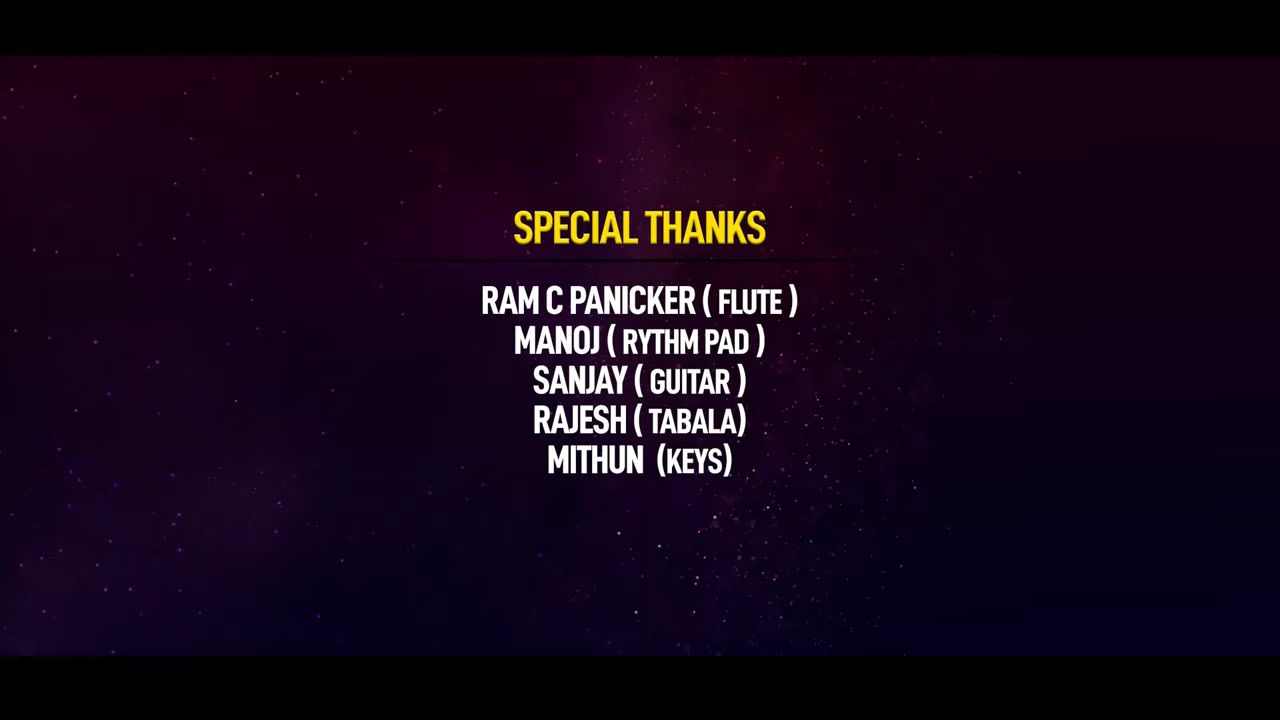 SPECIAL THANKS
RAM C PANICKER ( FLUTE )
MANOJ ( RYTHM PAD )
SANJAY ( GUITAR )
RAJESH ( TABALA)
MITHUN (KEYS)